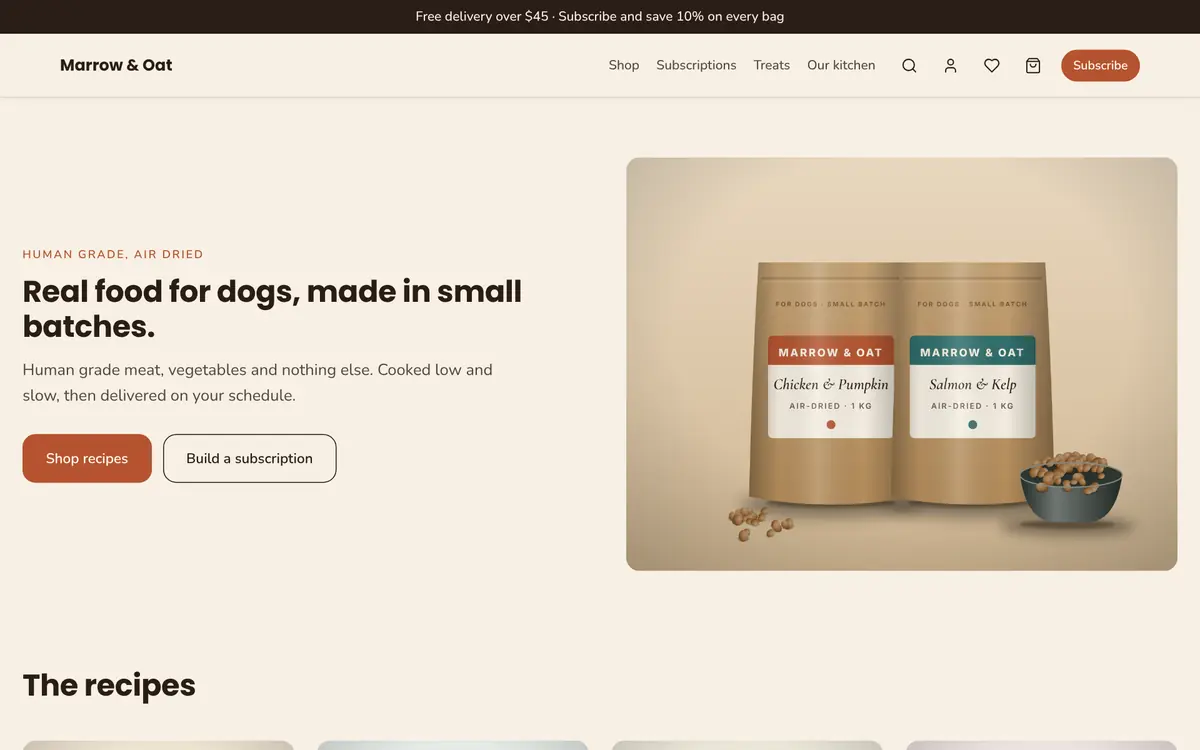 Free delivery over $45 · Subscribe and save 10% on every bag
Marrow & Oat
Shop
Subscriptions
Treats
Our kitchen
Subscribe
HUMAN GRADE, AIR DRIED
Real food for dogs, made in small
batches.
Human grade meat, vegetables and nothing else. Cooked low and
slow, then delivered on your schedule.
Shop recipes
Build a subscription
FOR DOGS · SMALL BATCH
MARROW & OAT
Chicken & Pumpkin
AIR-DRIED · 1 KG
FOR DOGS · SMALL BATCH
MARROW & OAT
Salmon & Kelp
AIR-DRIED · 1 KG
The recipes